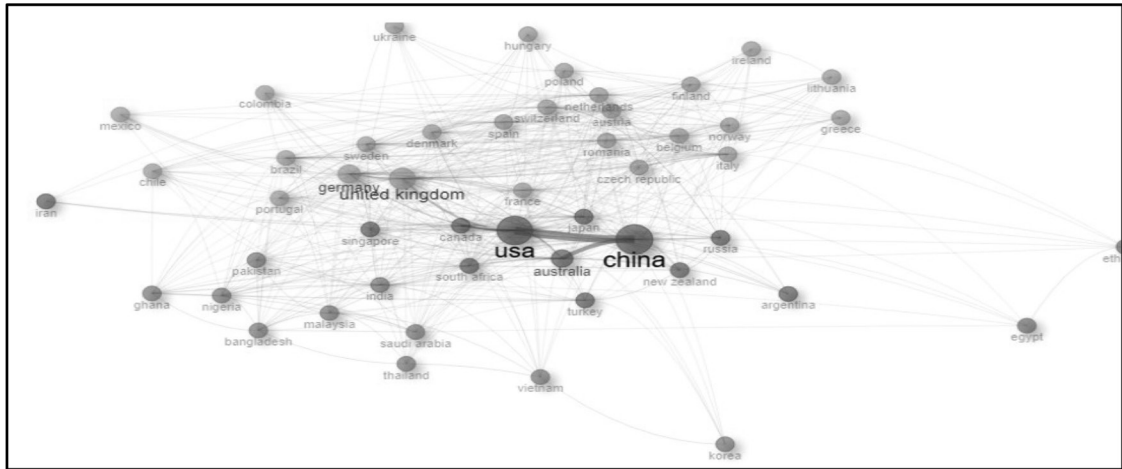 ukraine
hungary
ireland
poland
lithuania
colombia
netherlands
finland
mexico
switzerland
austria
greece
spain
denmark
norway
romania
belgium
sweden
italy
brazil
czech republic
chile
germany
united kingdom
france
portugal
iran
japan
canada
singapore
usa
china
russia
eth
pakistan
south africa
australia
new zealand
india
ghana
nigeria
argentina
turkey
malaysia
bangladesh
saudi arabia
egypt
thailand
vietnam
korea